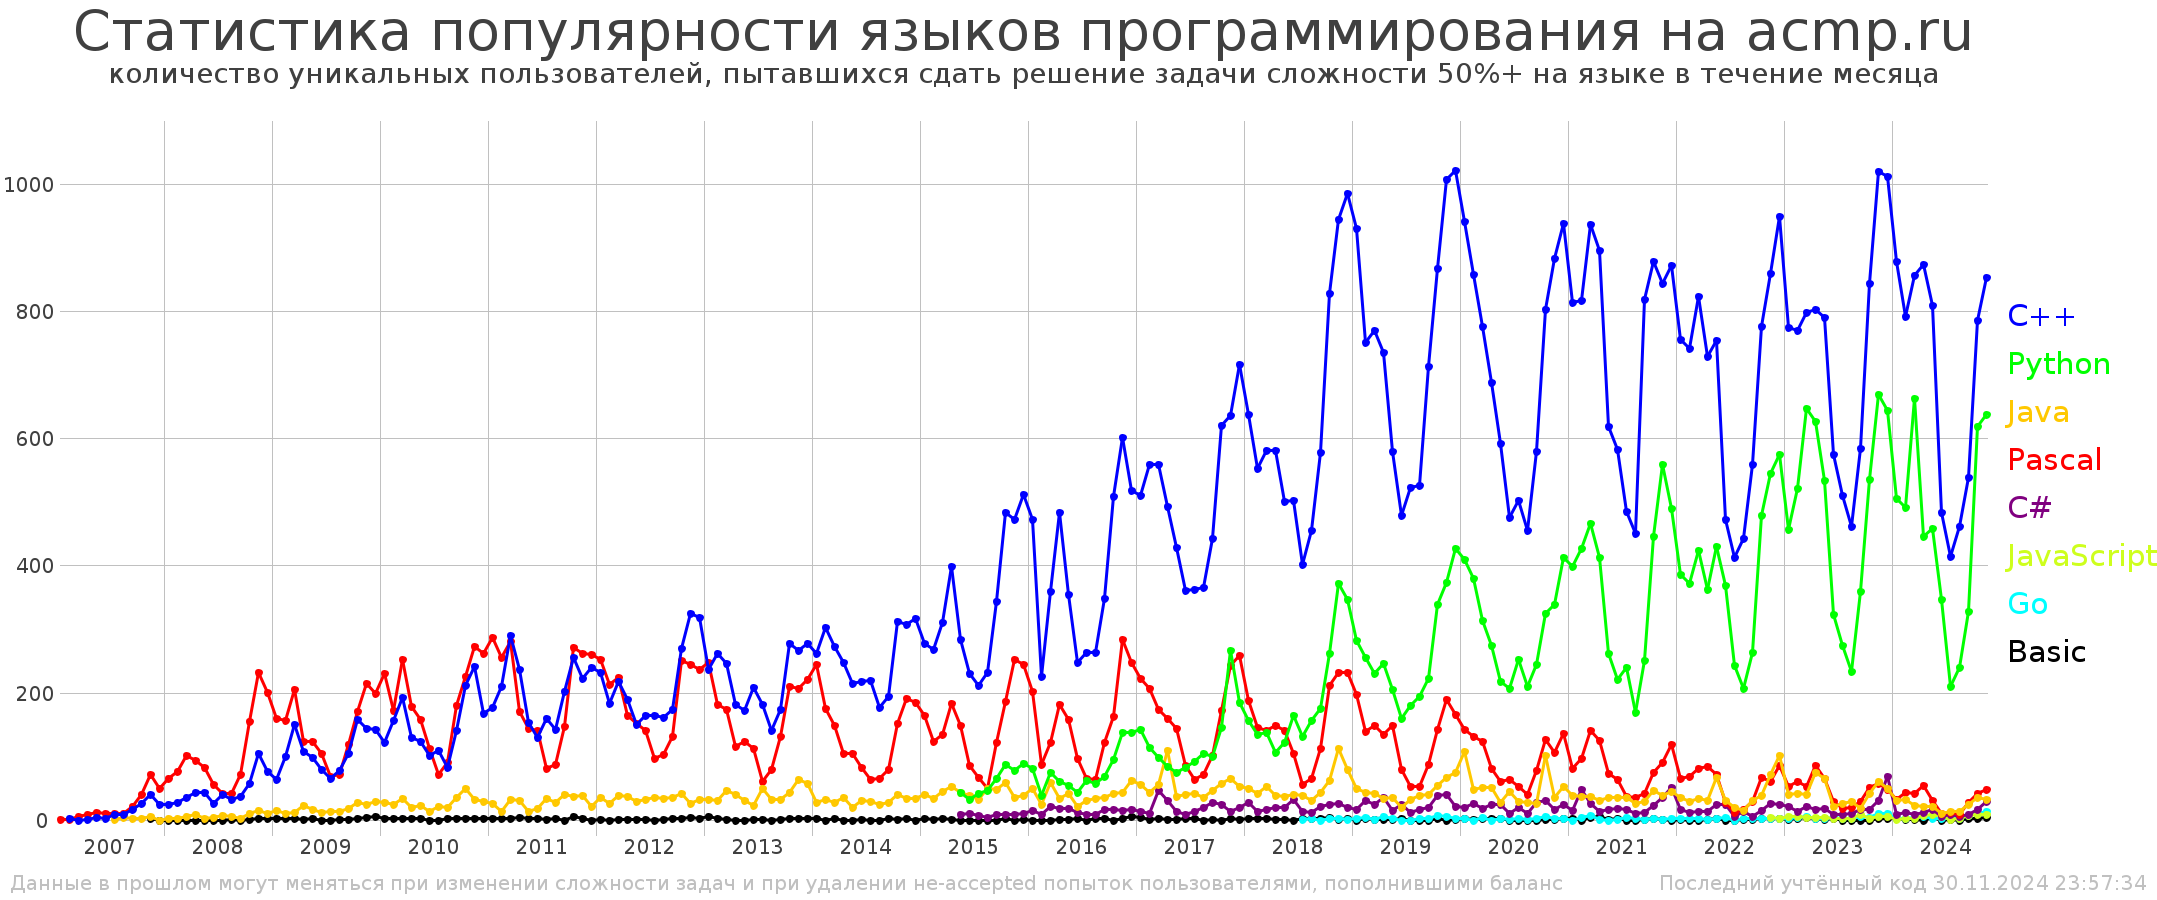 Статистика популярности языков программирования на acmp.ru
количество уникальных пользователей, пытавшихся сдать решение задачи сложности 50%+ на языке в течение месяца
1000
800
600
400
200
0
C++
Python
Java
Pascal
C#
JavaScript
Go
Basic
2007 2008 2009 2010 2011 2012 2013 2014 2015 2016 2017 2018 2019 2020 2021 2022 2023 2024
Данные в прошлом могут меняться при изменении сложности задач и при удалении не-accepted попыток пользователями, пополнившими баланс Последний учтённый код 30.11.2024 23:57:34